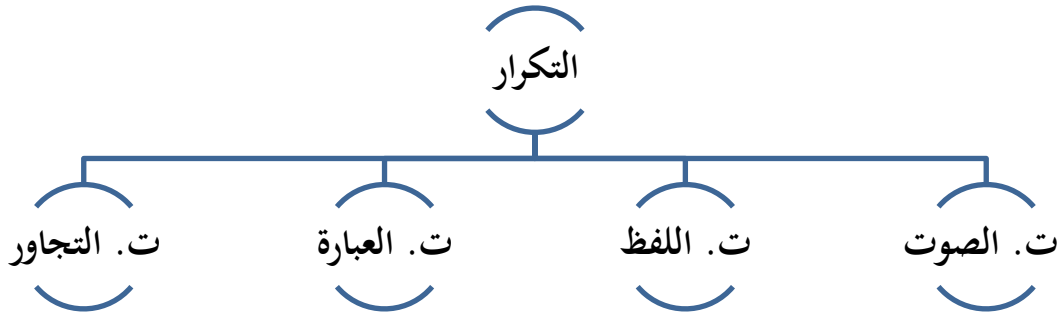 التكرار
ت. الصوت
ت. اللفظ
ت. العبارة
ت. التجاور